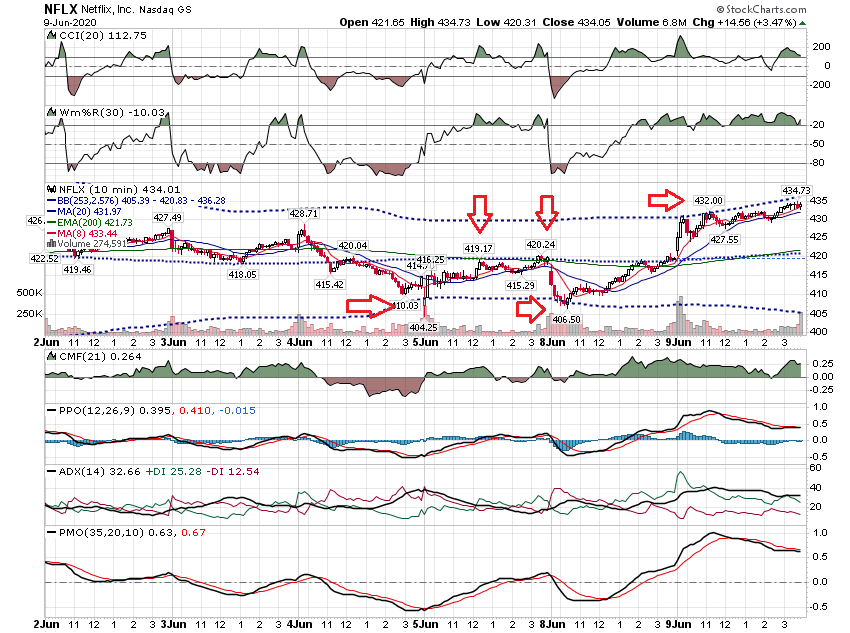 NFLX Netflix, Inc. Nasdaq GS
© StockCharts.com
9-Jun-2020
Open 421.65 High 434.73 Low 420.31 Close 434.05 Volume 6.8M Chg +14.56 (+3.47%)
CCI(20) 112.75
200
0
-200
Wm%R(30) -10.03
-20
-50
-80
NFLX (10 min) 434.01
BB(253,2.576) 405.39 - 420.83 - 436.28
MA(20) 431.97
EMA(200) 421.73
MA(8) 433.44
Volume 274,591
426.
427.49
428.71
432.00
434.73
422.52
419.46
418.05
420.04
415.42
416.25
419.17
420.24
415.29
410.03
404.25
406.50
427.55
435
430
425
420
415
410
405
400
500K
250K
2Jun 11 12 1 2 3Jun 11 12 1 2 4Jun 11 12 1 2 5Jun 11 12 1 2 3 8Jun 11 12 1 2 3 9Jun 11 12 1 2 3
CMF(21) 0.264
0.25
0.00
-0.25
PPO(12,26,9) 0.395, 0.410, -0.015
1.0
0.5
0.0
-0.5
ADX(14) 32.66 +DI 25.28 -DI 12.54
60
40
20
PMO(35,20,10) 0.63, 0.67
1.0
0.5
0.0
-0.5
2Jun 11 12 1 2 3Jun 11 12 1 2 4Jun 11 12 1 2 5Jun 11 12 1 2 3 8Jun 11 12 1 2 3 9Jun 11 12 1 2 3